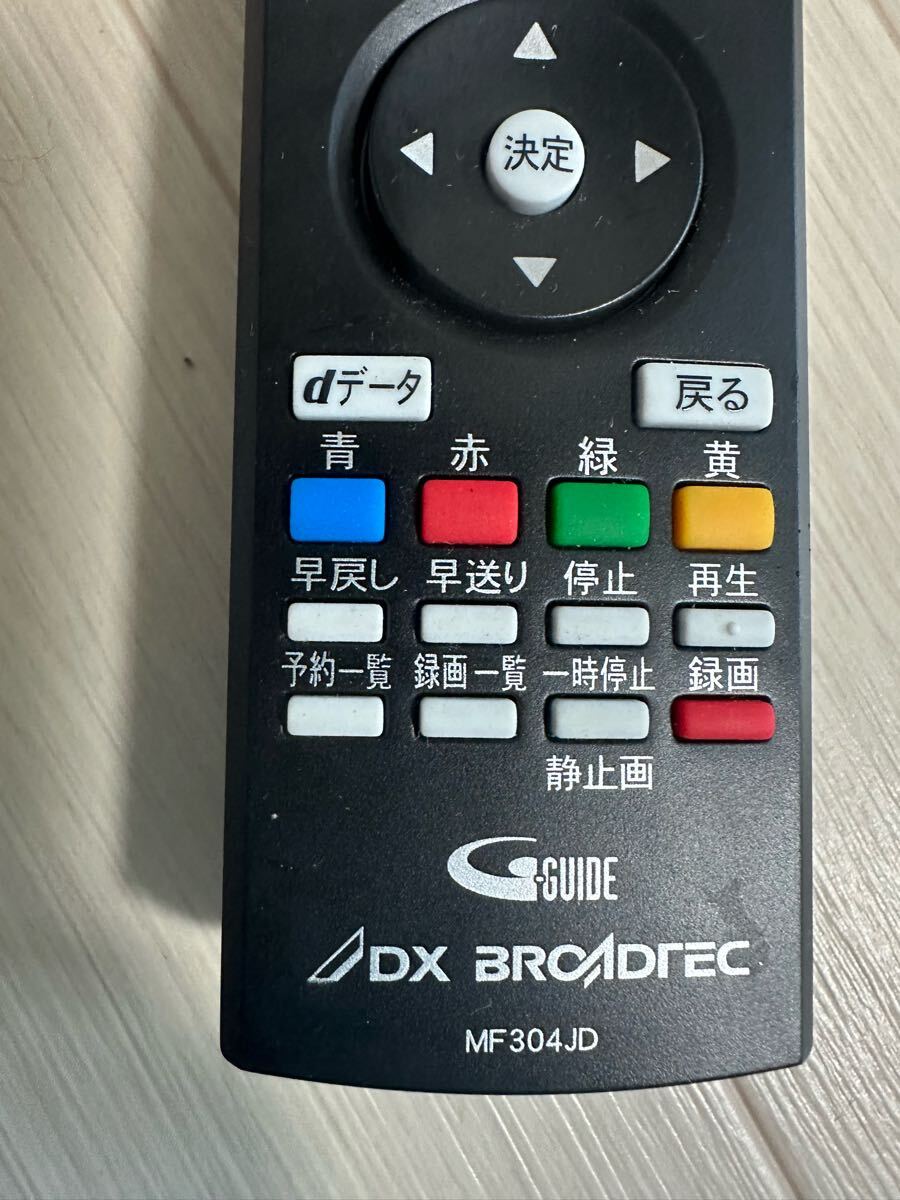 決定
dデータ 戻る
青 赤 緑 黄
早戻し 早送り 停止 再生
予約一覧 録画一覧 一時停止 録画
静止画
G-GUIDE
DX BROADTEC
MF304JD